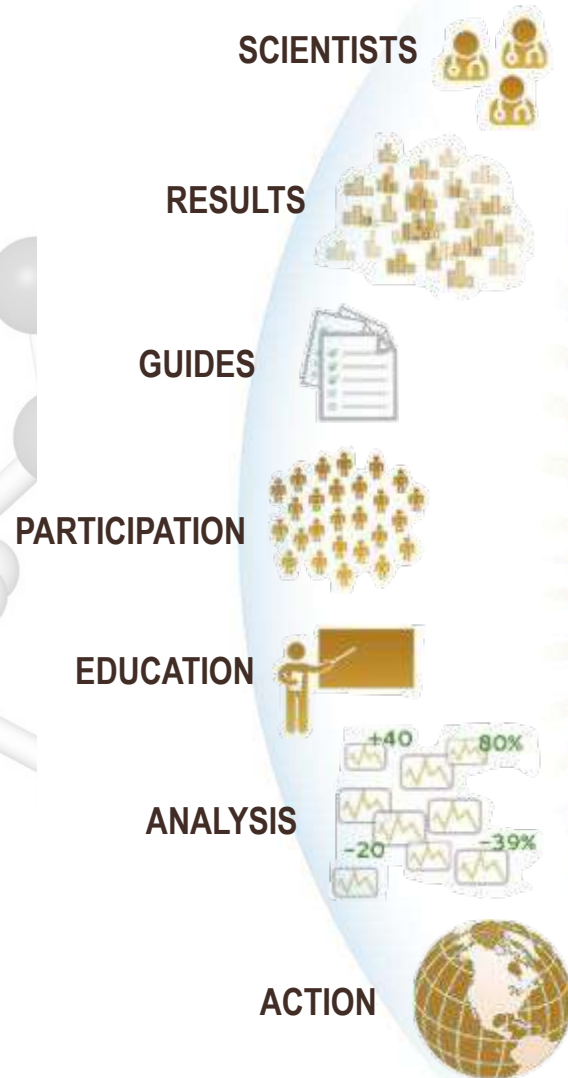 SCIENTISTS
RESULTS
GUIDES
PARTICIPATION
EDUCATION
+40
80%
ANALYSIS
-20
-39%
ACTION